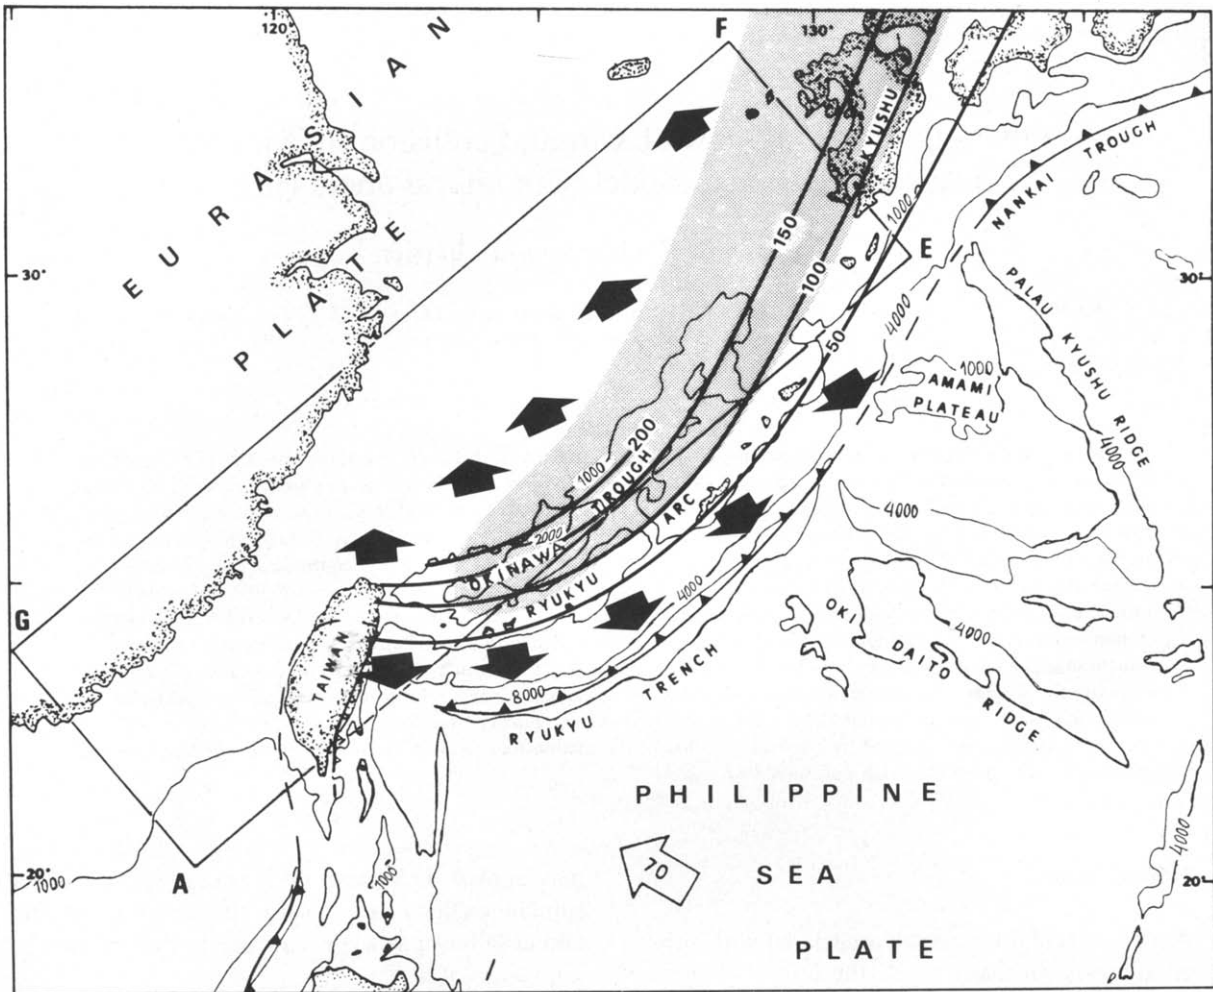 120°
130°
F
EURASIAN
PLATE
KYUSHU
NANKAI TROUGH
1000
150
E
30°
30°
100
4000
PALAU KYUSHU RIDGE
50
1000
AMAMI
PLATEAU
4000
200
1000
TROUGH
2000
OKINAWA
ARC
RYUKYU
4000
4000
G
TAIWAN
OKI DAITO RIDGE
4000
8000
RYUKYU TRENCH
PHILIPPINE
SEA
PLATE
70
A
1000
1000
20°
20°
4000